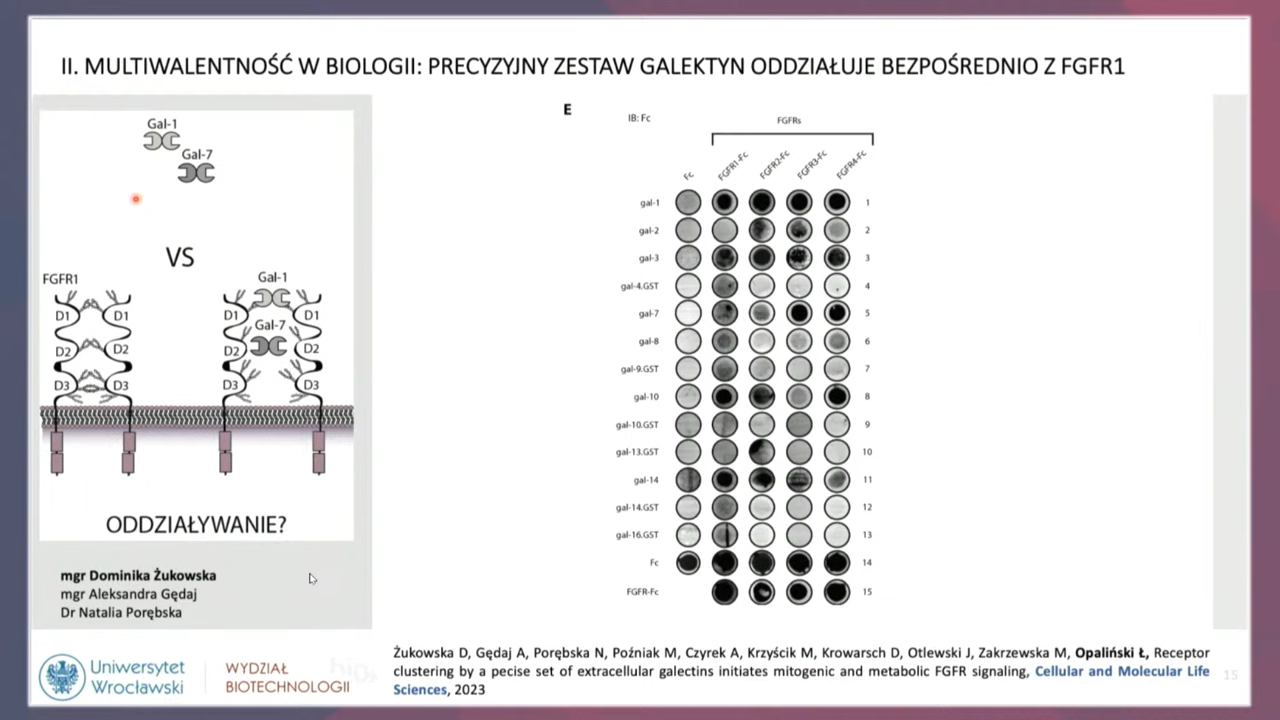 II. MULTIWALENTNOŚĆ W BIOLOGII: PRECYZYJNY ZESTAW GALEKTYN ODDZIAŁUJE BEZPOŚREDNIO Z FGFR1
Gal-1
Gal-7
VS
FGFR1
Gal-1
D1 D1 D1 D1
Gal-7
D2 D2 D2 D2
D3 D3 D3 D3
ODDZIAŁYWANIE?
mgr Dominika Żukowska
mgr Aleksandra Gędaj
Dr Natalia Porębska
E
IB: Fc
FGFRs
Fc FGFR1-Fc FGFR2-Fc FGFR3-Fc FGFR4-Fc
gal-1 1
gal-2 2
gal-3 3
gal-4.GST 4
gal-7 5
gal-8 6
gal-9.GST 7
gal-10 8
gal-10.GST 9
gal-13.GST 10
gal-14 11
gal-14.GST 12
gal-16.GST 13
Fc 14
FGFR-Fc 15
Żukowska D, Gędaj A, Porębska N, Poźniak M, Czyrek A, Krzyścik M, Krowarsch D, Otlewski J, Zakrzewska M, Opaliński Ł, Receptor
clustering by a pecise set of extracellular galectins initiates mitogenic and metabolic FGFR signaling, Cellular and Molecular Life
Sciences, 2023
Uniwersytet
Wrocławski
WYDZIAŁ
BIOTECHNOLOGII
15